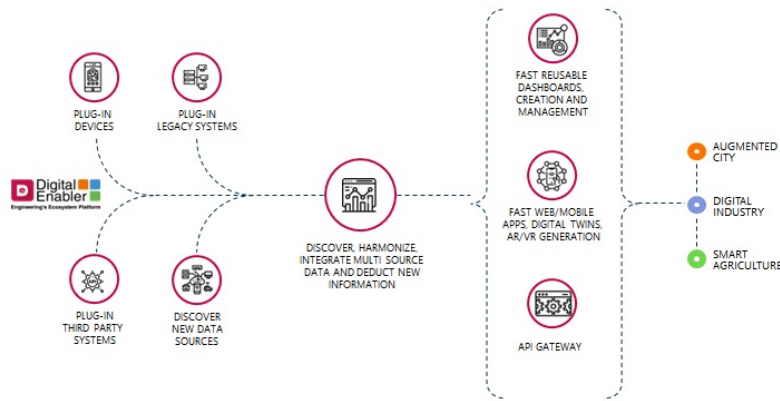 PLUG-IN
DEVICES
PLUG-IN
LEGACY SYSTEMS
D
Digital
Enabler
Engineering's Ecosystem Platform
PLUG-IN
THIRD PARTY
SYSTEMS
API
DISCOVER
NEW DATA
SOURCES
DISCOVER, HARMONIZE,
INTEGRATE MULTI SOURCE
DATA AND DEDUCT NEW
INFORMATION
FAST REUSABLE
DASHBOARDS,
CREATION AND
MANAGEMENT
FAST WEB/MOBILE
APPS, DIGITAL TWINS,
AR/VR GENERATION
API GATEWAY
AUGMENTED
CITY
DIGITAL
INDUSTRY
SMART
AGRICULTURE